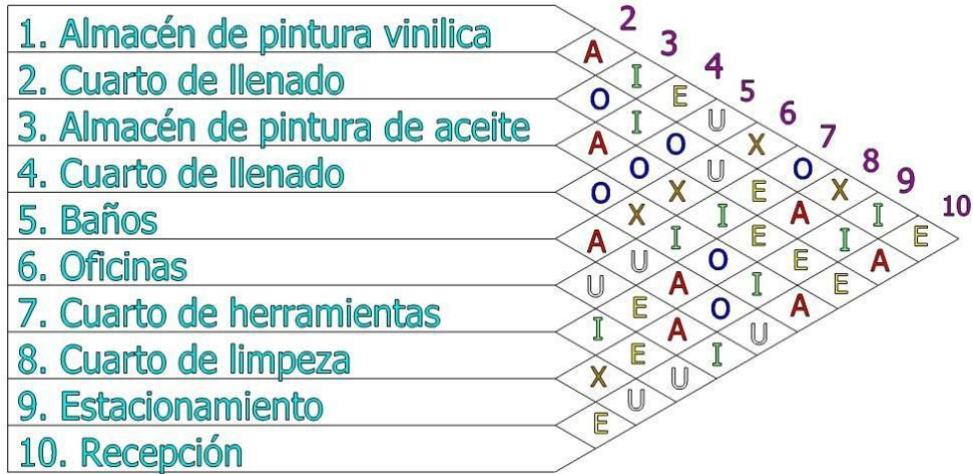 1. Almacén de pintura vinilica
2. Cuarto de llenado
3. Almacén de pintura de aceite
4. Cuarto de llenado
5. Baños
6. Oficinas
7. Cuarto de herramientas
8. Cuarto de limpeza
9. Estacionamiento
10. Recepción
2 3 4 5 6 7 8 9 10
A I E U X O X I E
O I O U E A I A
A O X I E E E
O X I O I A
A U A O U
U E A I
I E U
X U
E